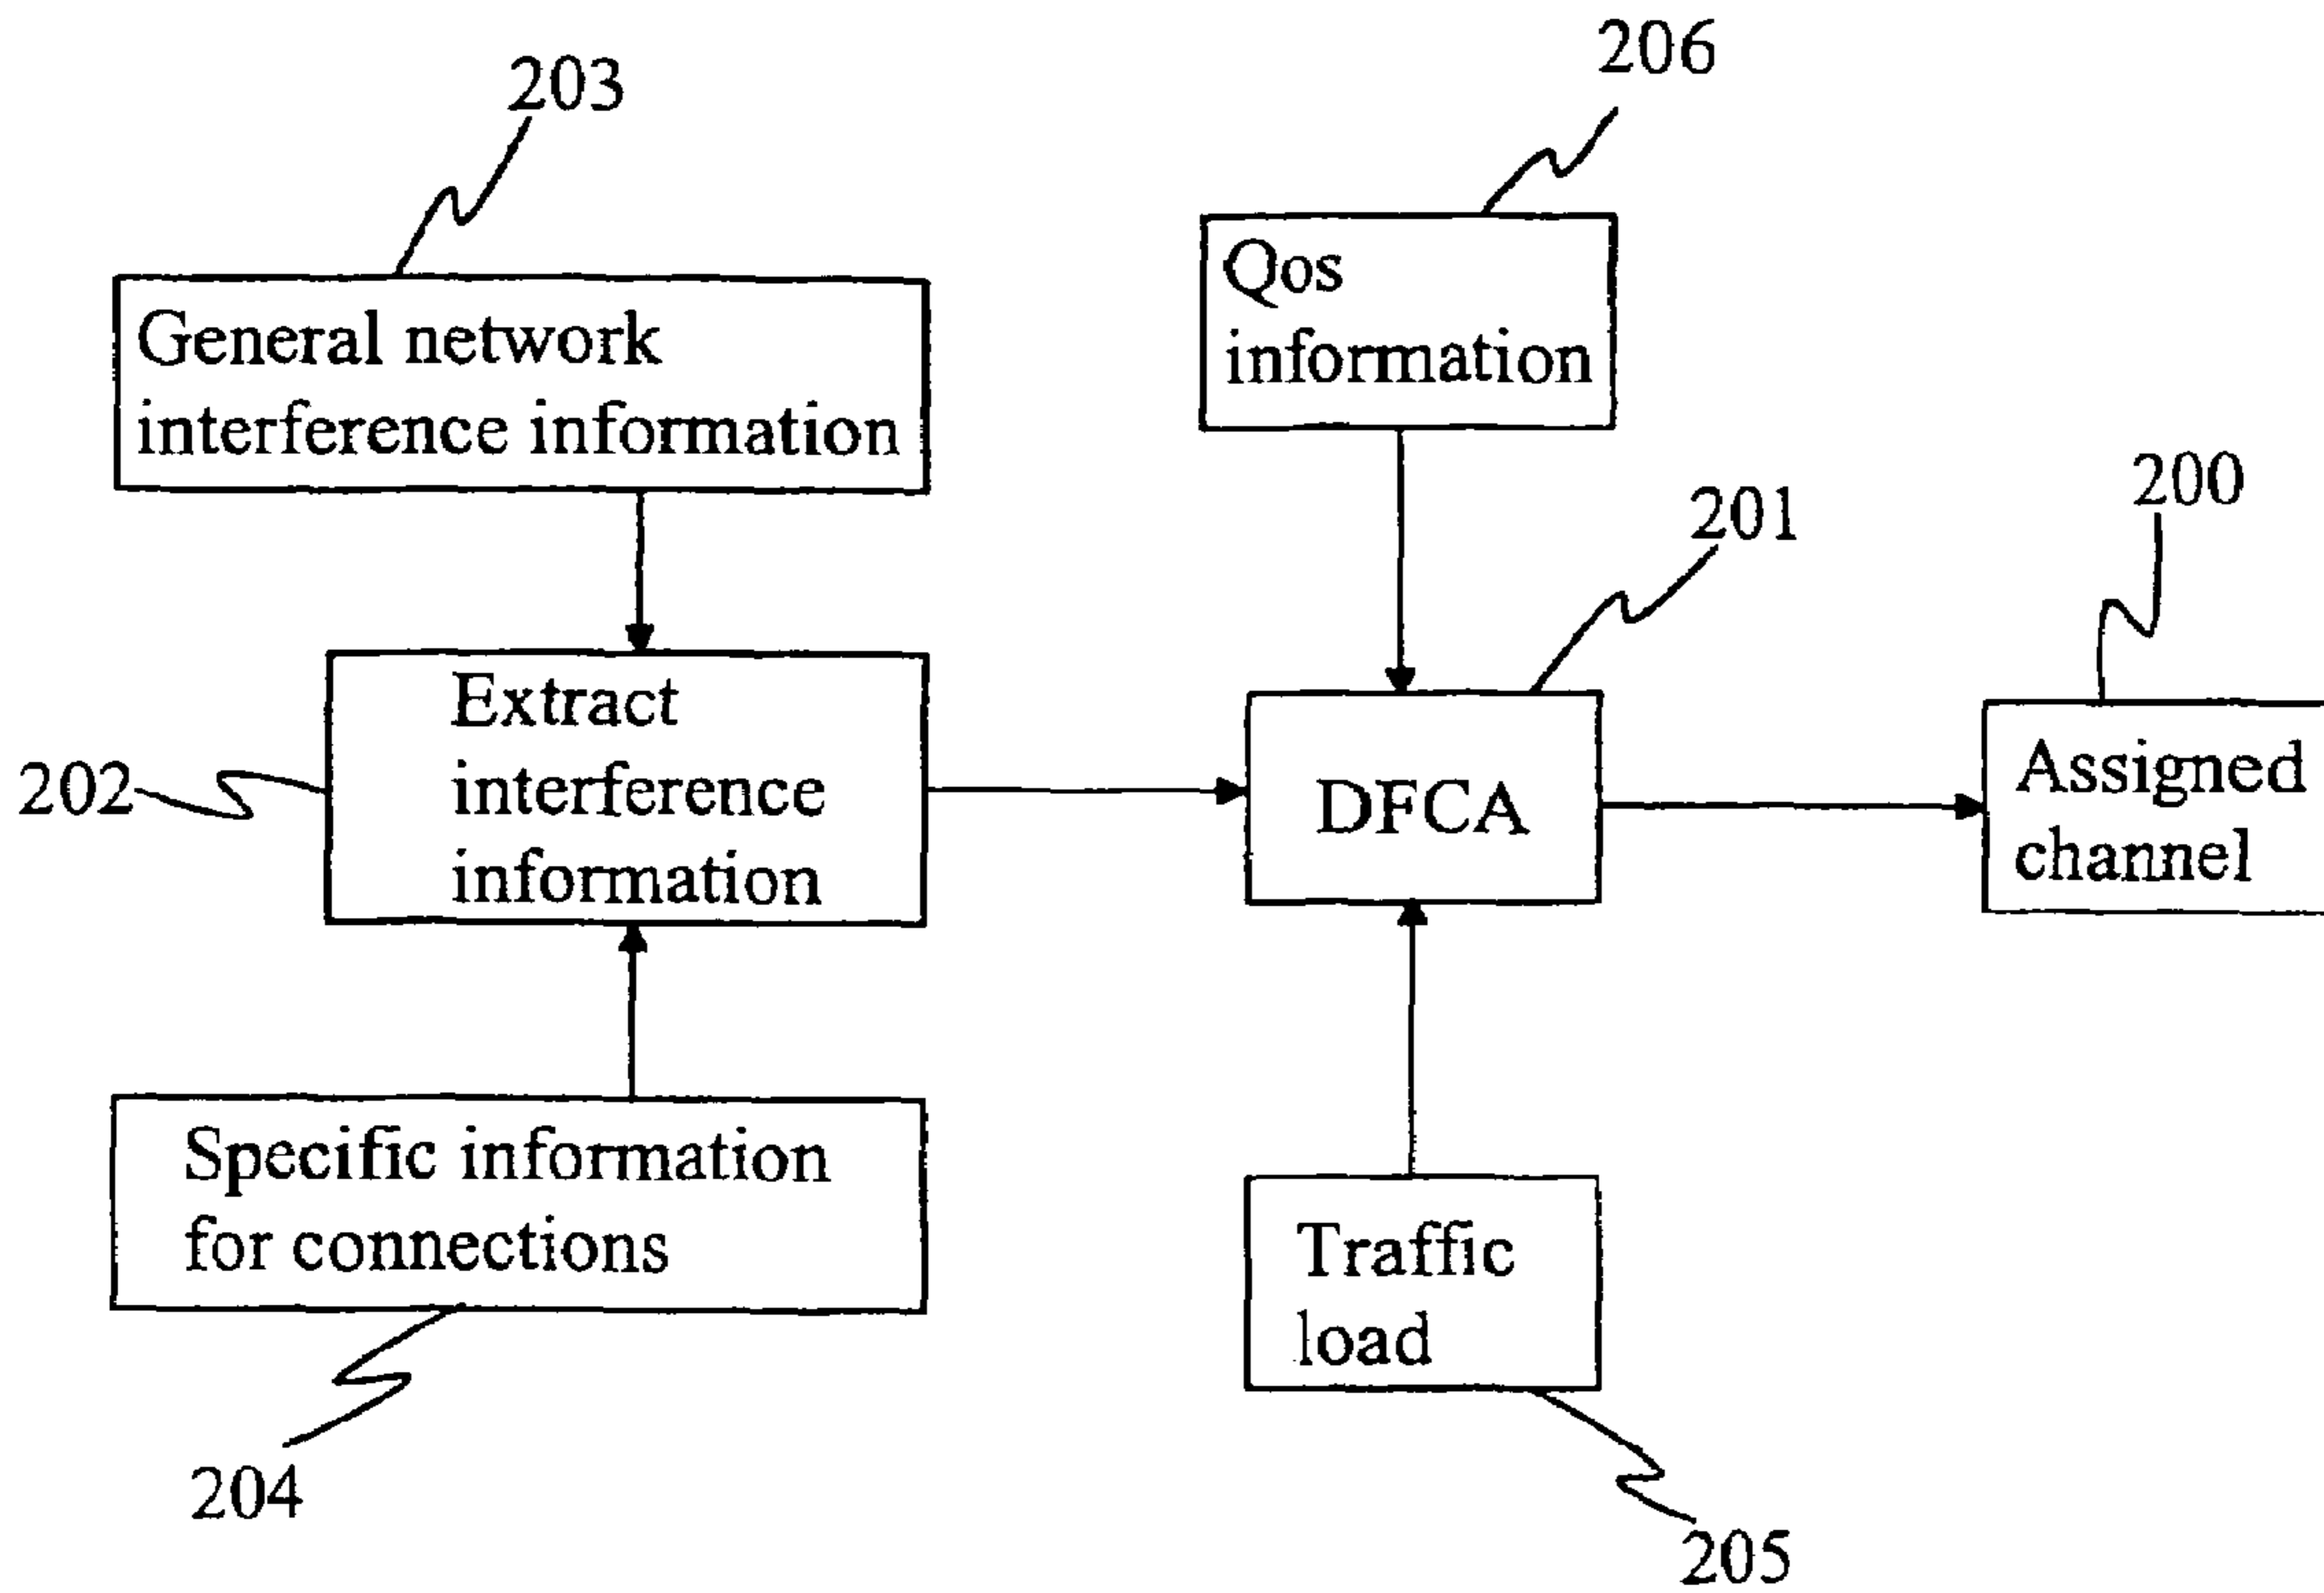 206
203
Qos
information
General network
interference information
200
201
Extract
interference
information
202
DFCA
Assigned
channel
Specific information
for connections
Traffic
load
204
205